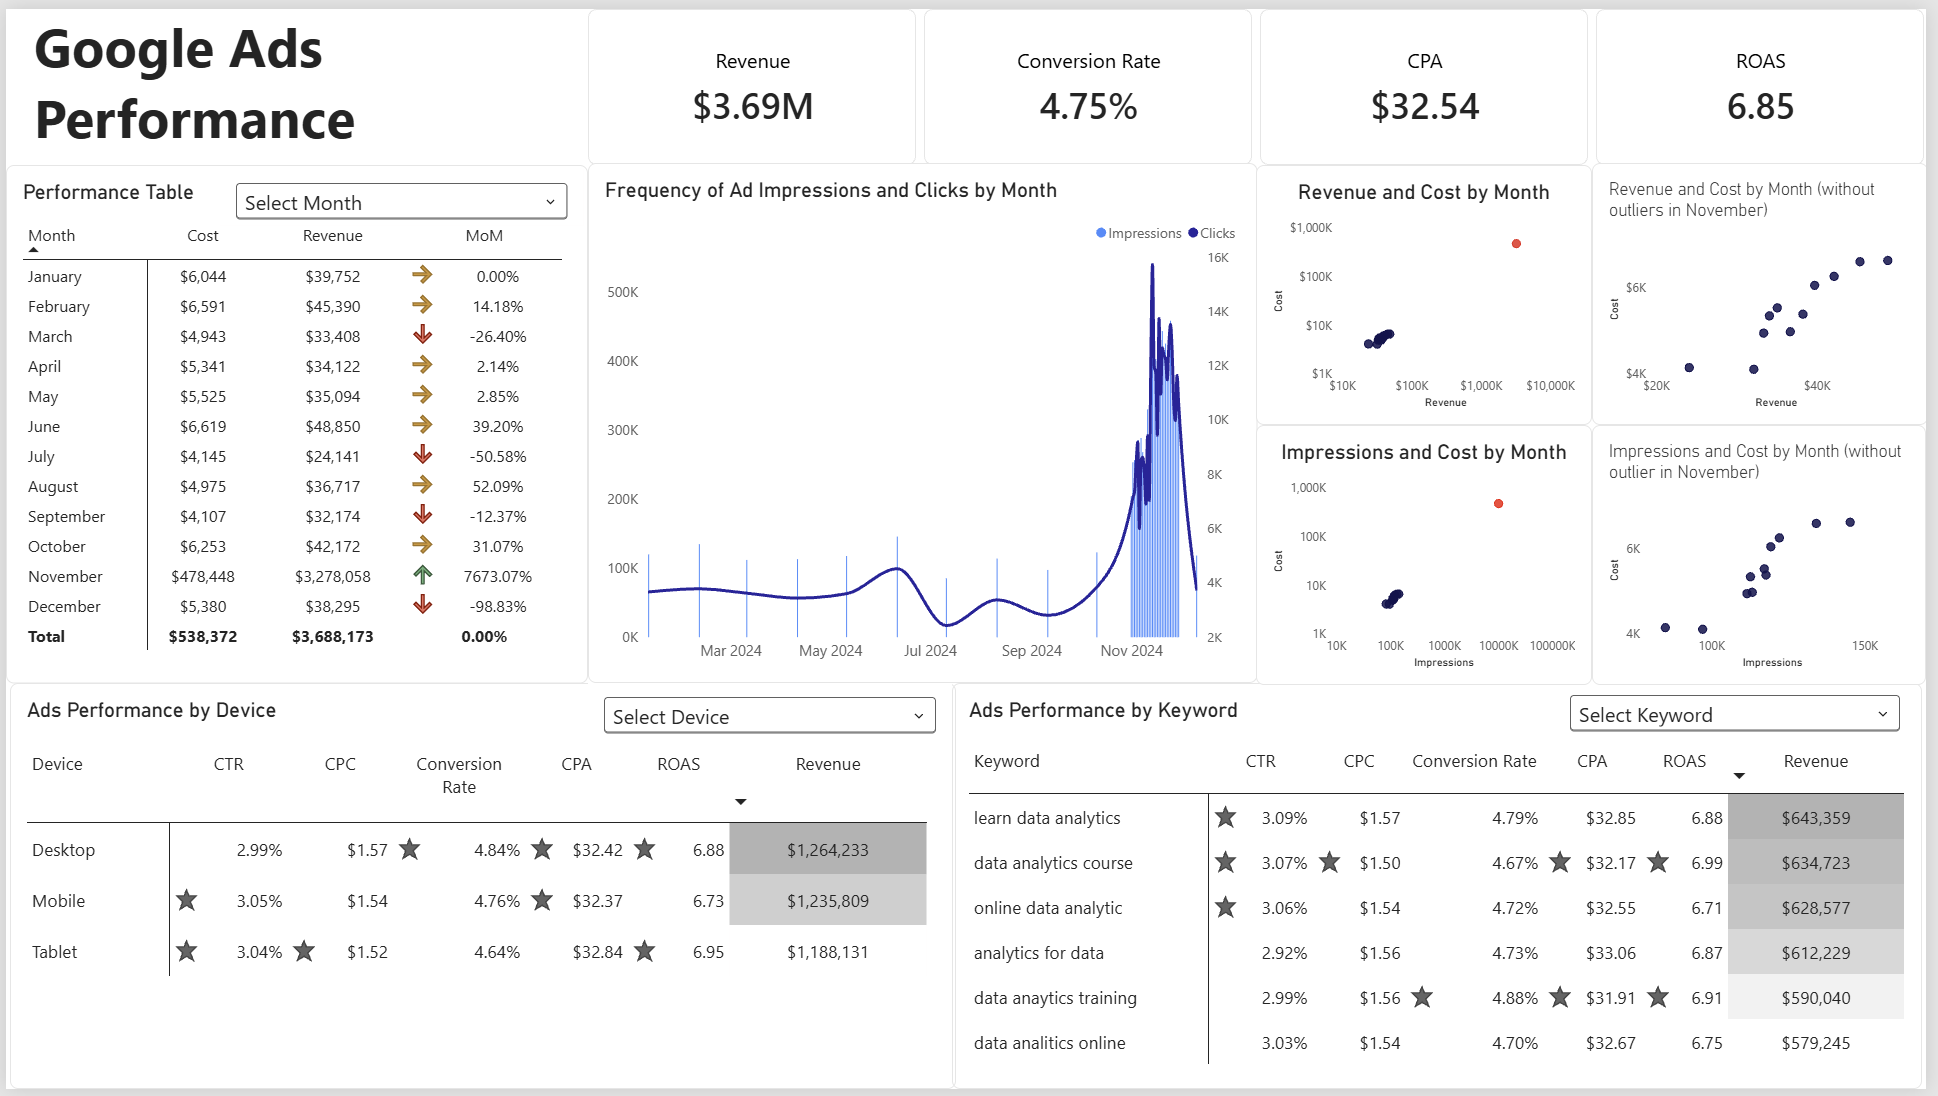 Google Ads
Performance
Revenue
$3.69M
Conversion Rate
4.75%
CPA
$32.54
ROAS
6.85
Performance Table
Select Month
Month Cost Revenue MoM
January $6,044 $39,752 0.00%
February $6,591 $45,390 14.18%
March $4,943 $33,408 -26.40%
April $5,341 $34,122 2.14%
May $5,525 $35,094 2.85%
June $6,619 $48,850 39.20%
July $4,145 $24,141 -50.58%
August $4,975 $36,717 52.09%
September $4,107 $32,174 -12.37%
October $6,253 $42,172 31.07%
November $478,448 $3,278,058 7673.07%
December $5,380 $38,295 -98.83%
Total $538,372 $3,688,173 0.00%
Frequency of Ad Impressions and Clicks by Month
Impressions Clicks
500K
400K
300K
200K
100K
0K
16K
14K
12K
10K
8K
6K
4K
2K
Mar 2024 May 2024 Jul 2024 Sep 2024 Nov 2024
Revenue and Cost by Month
$1,000K
$100K
$10K
$1K
Cost
$10K $100K $1,000K $10,000K
Revenue
Revenue and Cost by Month (without
outliers in November)
$6K
$4K
Cost
$20K $40K
Revenue
Impressions and Cost by Month
1,000K
100K
10K
1K
Cost
10K 100K 1000K 10000K 100000K
Impressions
Impressions and Cost by Month (without
outlier in November)
6K
4K
Cost
100K 150K
Impressions
Ads Performance by Device
Select Device
Device CTR CPC Conversion CPA ROAS Revenue
Rate
Desktop 2.99% $1.57 4.84% $32.42 6.88 $1,264,233
Mobile 3.05% $1.54 4.76% $32.37 6.73 $1,235,809
Tablet 3.04% $1.52 4.64% $32.84 6.95 $1,188,131
Ads Performance by Keyword
Select Keyword
Keyword CTR CPC Conversion Rate CPA ROAS Revenue
learn data analytics 3.09% $1.57 4.79% $32.85 6.88 $643,359
data analytics course 3.07% $1.50 4.67% $32.17 6.99 $634,723
online data analytic 3.06% $1.54 4.72% $32.55 6.71 $628,577
analytics for data 2.92% $1.56 4.73% $33.06 6.87 $612,229
data anaytics training 2.99% $1.56 4.88% $31.91 6.91 $590,040
data analitics online 3.03% $1.54 4.70% $32.67 6.75 $579,245